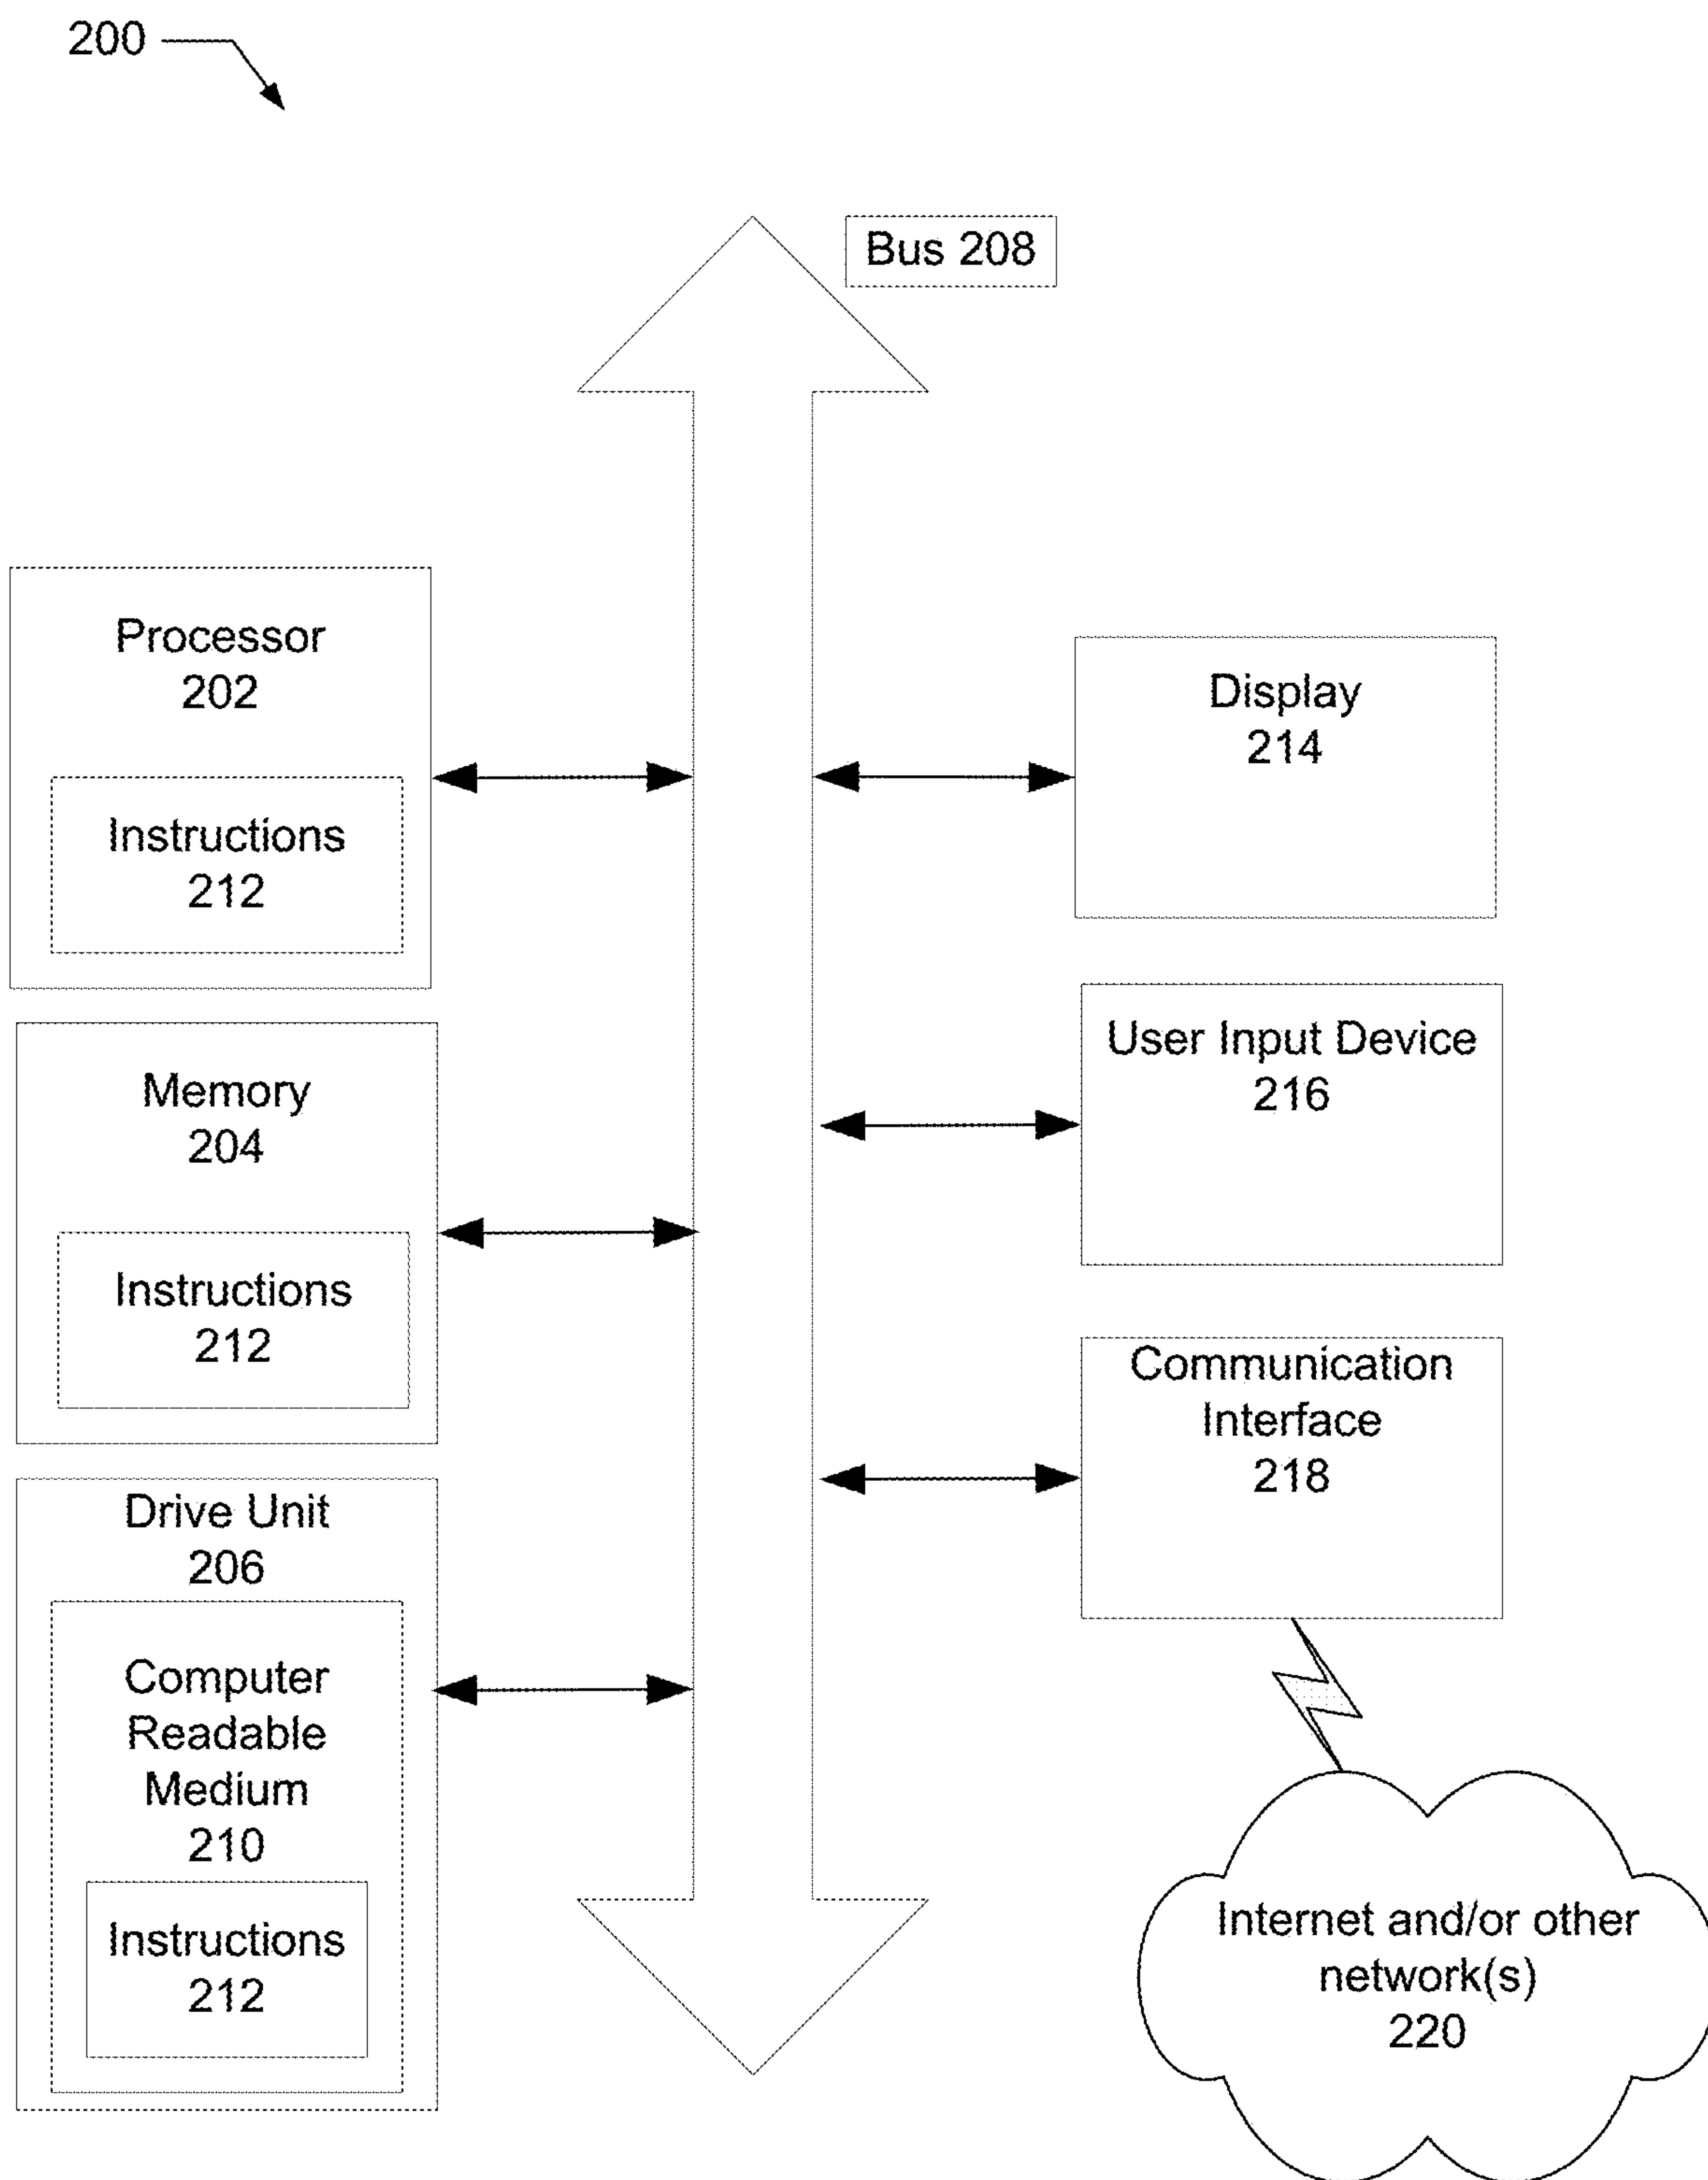 200
Bus 208
Processor
202
Instructions
212
Memory
204
Instructions
212
Drive Unit
206
Computer
Readable
Medium
210
Instructions
212
Display
214
User Input Device
216
Communication
Interface
218
Internet and/or other
network(s)
220